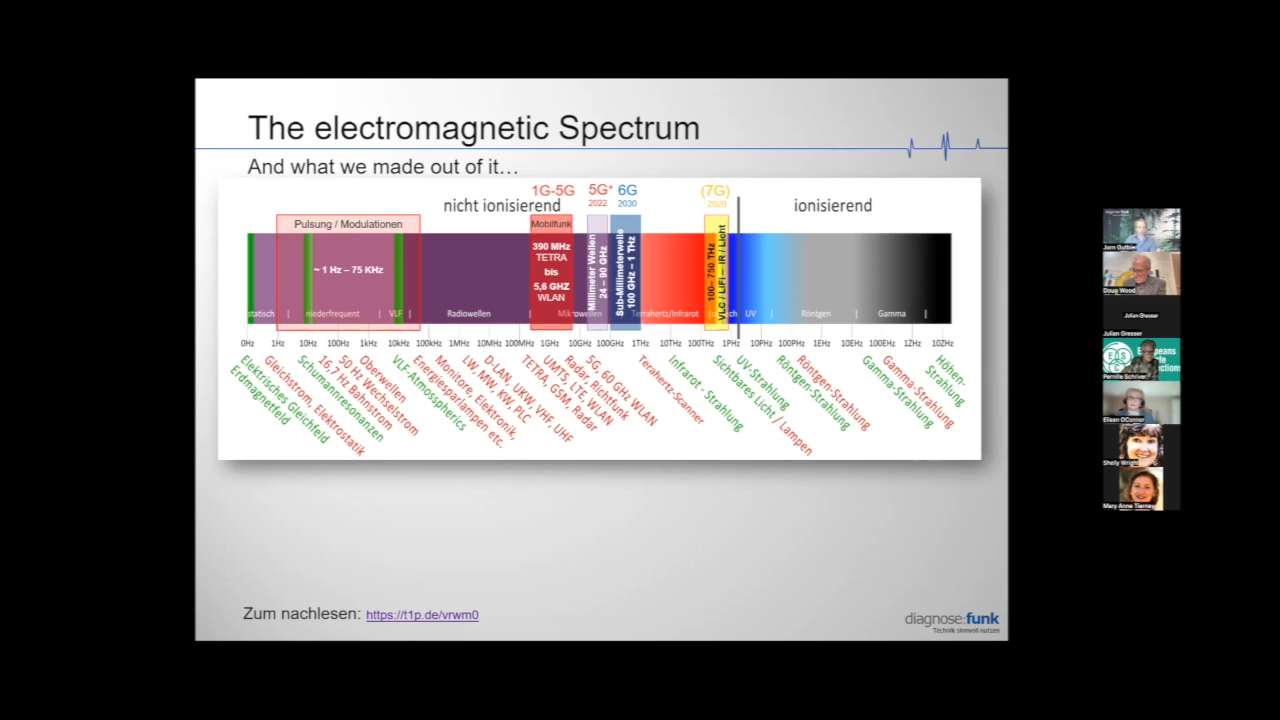 The electromagnetic Spectrum
And what we made out of it…
1G-5G
5G+
2022
6G
2030
(7G)
2020
nicht ionisierend
ionisierend
Pulsung / Modulationen
~ 1 Hz – 75 KHz
Mobilfunk
390 MHz
TETRA
bis
5,6 GHZ
WLAN
Millimeter Wellen
24 – 90 GHz
Sub-Millimeterwelle
100 GHz – 1 THz
100– 750 THz
VLC / LiFi – IR / Licht
statisch | niederfrequent | VLF | Radiowellen | Mikrowellen Terahertz/Infrarot UV | Röntgen | Gamma |
0Hz 1Hz 10Hz 100Hz 1kHz 10kHz 100kHz 1MHz 10MHz 100MHz 1GHz 10GHz 100GHz 1THz 10THz 100THz 1PHz 10PHz 100PHz 1EHz 10EHz 100EHz 1ZHz 10ZHz
Elektrisches Gleichfeld
Erdmagnetfeld
Gleichstrom, Elektrostatik
Schumannresonanzen
16,7 Hz Bahnstrom
50 Hz Wechselstrom
Oberwellen
VLF-Atmospherics
Energiesparlampen etc.
Monitore, Elektronik,
LW, MW, KW, PLC
D-LAN, UKW, VHF, UHF
TETRA, GSM, Radar
UMTS, LTE, WLAN
Radar, Richtfunk
5G, 60 GHz WLAN
Terahertz-Scanner
Infrarot - Strahlung
Sichtbares Licht / Lampen
UV-Strahlung
Röntgen-Strahlung
Röntgen-Strahlung
Gamma-Strahlung
Gamma-Strahlung
Höhen-
Strahlung
Zum nachlesen: https://t1p.de/vrwm0
diagnose:funk
Technik sinnvoll nutzen
Jörn Gutbier
Doug Wood
Julian Gresser
Julian Gresser
Pernille Schriver
Eileen OConnor
Shelly Wright
Mary Anne Tierney